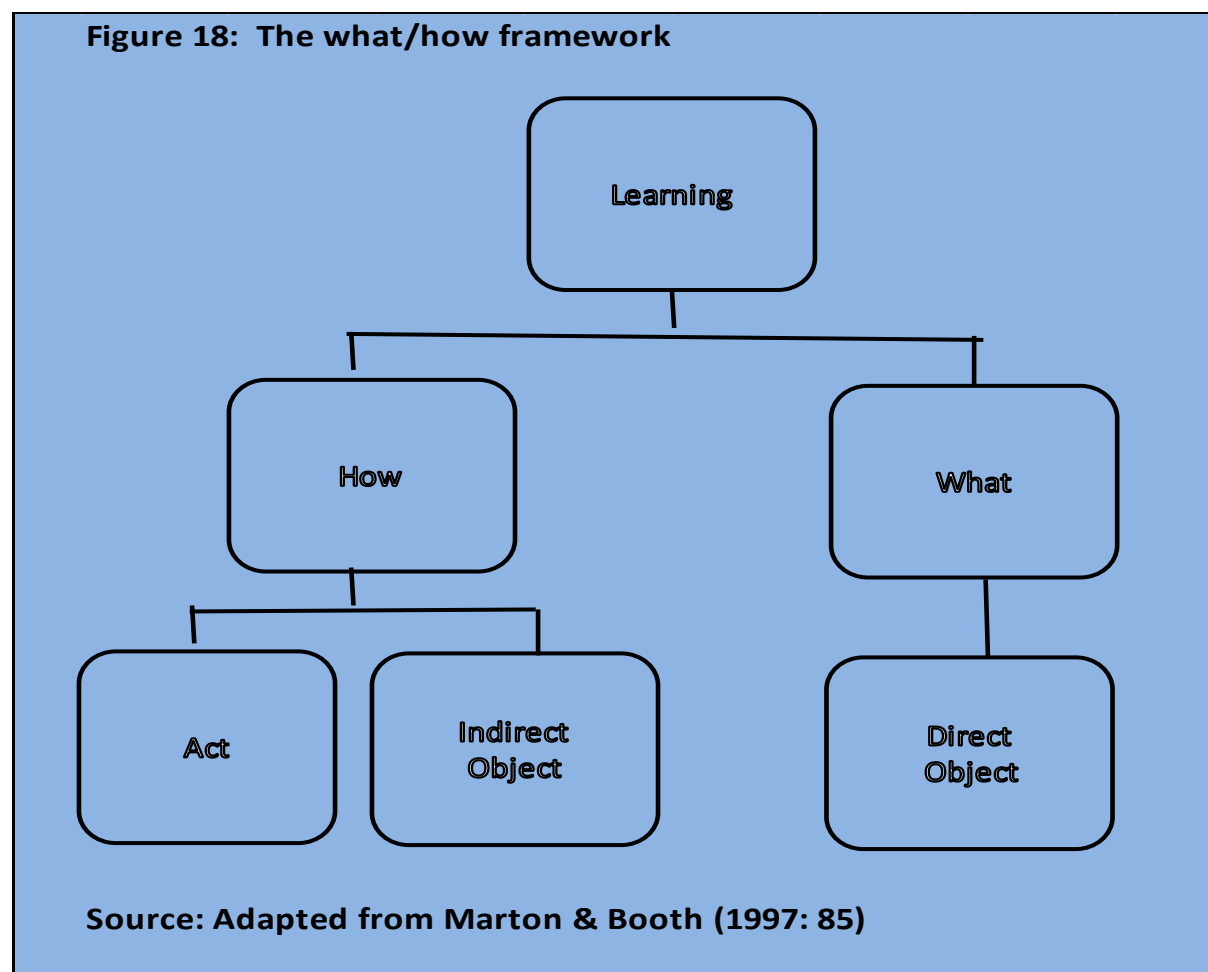 Figure 18: The what/how framework
Learning
How
What
Act
Indirect
Object
Direct
Object
Source: Adapted from Marton & Booth (1997: 85)